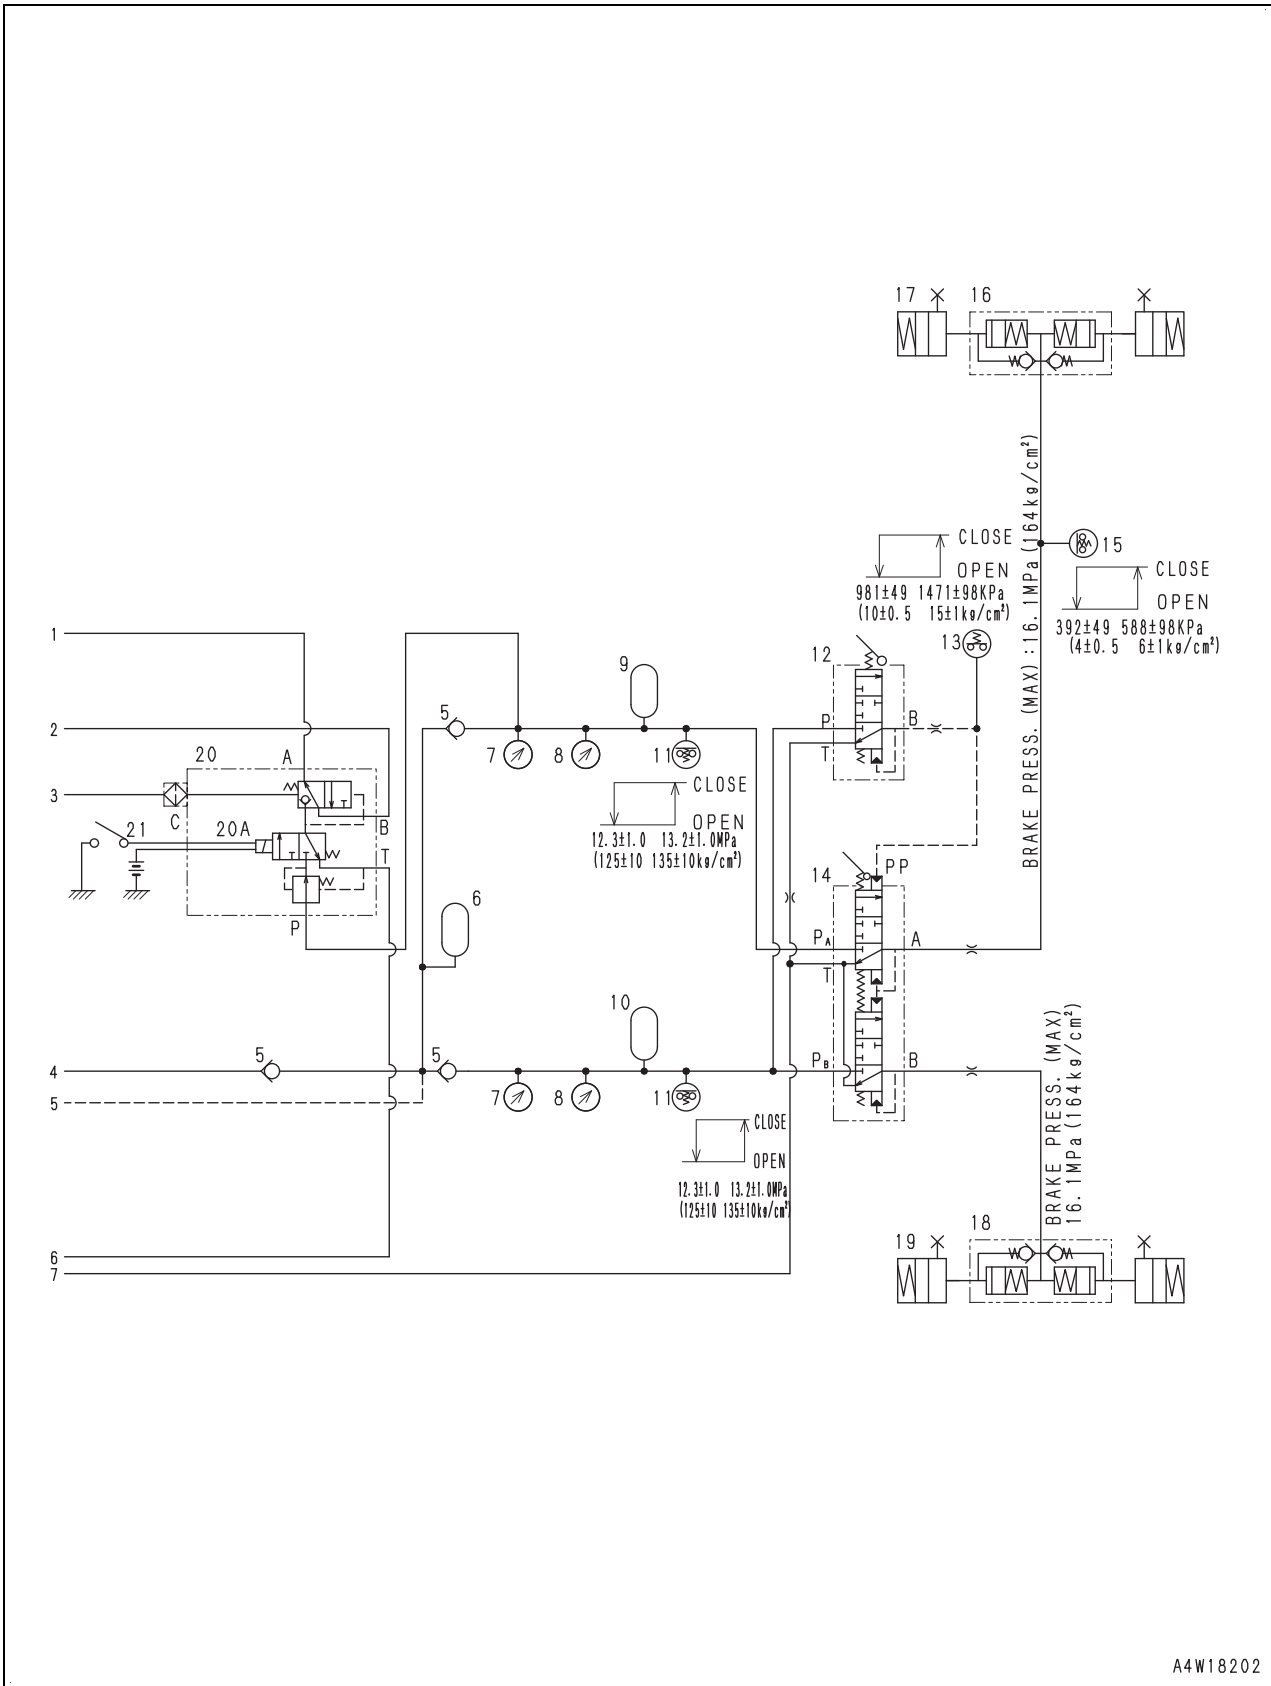 17
16
BRAKE PRESS. (MAX) :16.1MPa(164kg/cm²)
CLOSE
OPEN
981±49 1471±98KPa
(10±0.5 15±1kg/cm²)
15
CLOSE
OPEN
392±49 588±98KPa
(4±0.5 6±1kg/cm²)
13
12
P
T
B
1
2
3
20
A
C
21
20A
B
T
P
5
9
7
8
11
CLOSE
OPEN
12.3±1.0 13.2±1.0MPa
(125±10 135±10kg/cm²)
14
PP
PA
T
A
PB
B
6
10
4
5
5
5
7
8
11
CLOSE
OPEN
12.3±1.0 13.2±1.0MPa
(125±10 135±10kg/cm²)
BRAKE PRESS. (MAX)
16.1MPa(164kg/cm²)
6
7
18
19
A4W18202